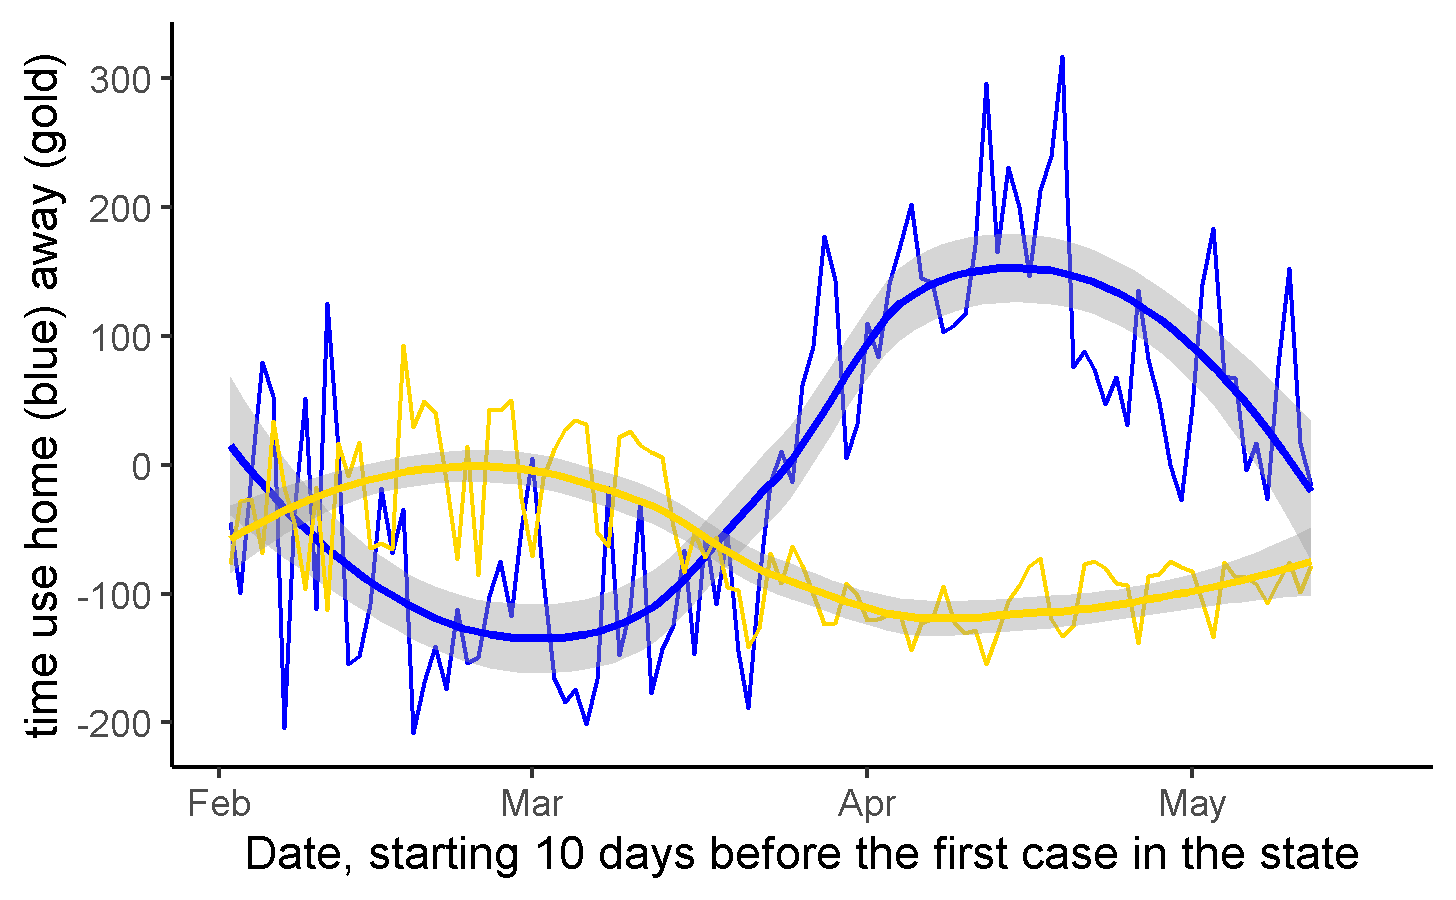 time use home (blue) away (gold)
300
200
100
0
-100
-200
Feb Mar Apr May
Date, starting 10 days before the first case in the state